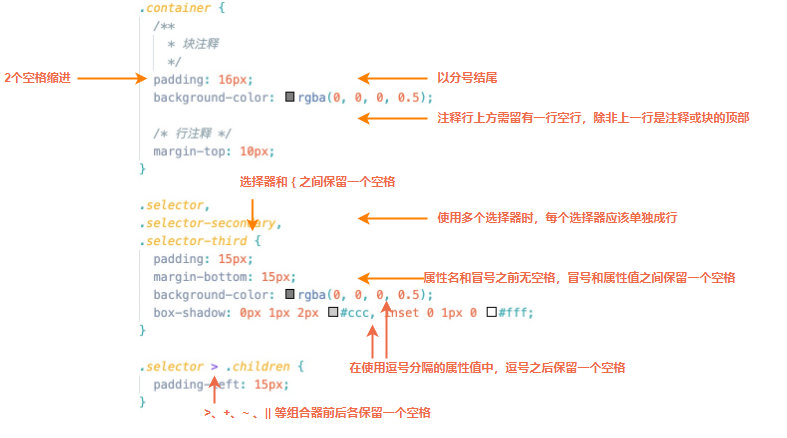 .container {
/**
* 块注释
*/
2个空格缩进
padding: 16px;
以分号结尾
background-color: rgba(0, 0, 0, 0.5);
注释行上方需留有一行空行，除非上一行是注释或块的顶部
/* 行注释 */
margin-top: 10px;
}
选择器和 { 之间保留一个空格
.selector,
.selector-secondary,
使用多个选择器时，每个选择器应该单独成行
.selector-third {
padding: 15px;
margin-bottom: 15px;
属性名和冒号之前无空格，冒号和属性值之间保留一个空格
background-color: rgba(0, 0, 0, 0.5);
box-shadow: 0px 1px 2px #ccc, inset 0 1px 0 #fff;
}
.selector > .children {
在使用逗号分隔的属性值中，逗号之后保留一个空格
padding-left: 15px;
}
>、+、~ 、|| 等组合器前后各保留一个空格